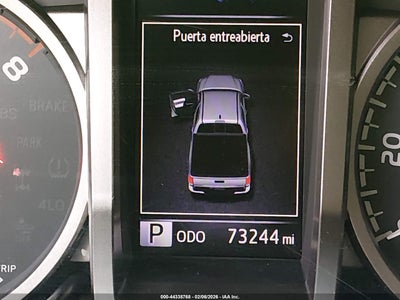 Puerta entreabierta
8
BRAKE
PARK
20
4LO
P ODO 73244 mi
TRIP
000-44338768 - 02/06/2026 - IAA Inc.